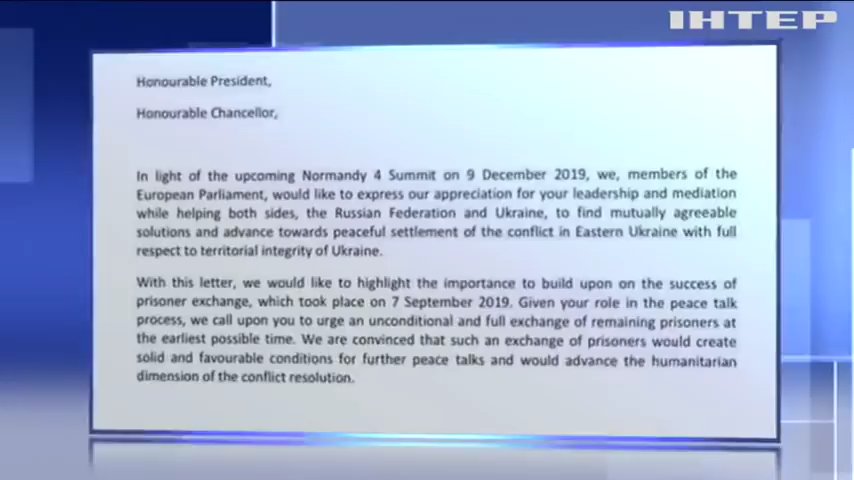 ІНТЕР
Honourable President,
Honourable Chancellor,
In light of the upcoming Normandy 4 Summit on 9 December 2019, we, members of the
European Parliament, would like to express our appreciation for your leadership and mediation
while helping both sides, the Russian Federation and Ukraine, to find mutually agreeable
solutions and advance towards peaceful settlement of the conflict in Eastern Ukraine with full
respect to territorial integrity of Ukraine.
With this letter, we would like to highlight the importance to build upon on the success of
prisoner exchange, which took place on 7 September 2019. Given your role in the peace talk
process, we call upon you to urge an unconditional and full exchange of remaining prisoners at
the earliest possible time. We are convinced that such an exchange of prisoners would create
solid and favourable conditions for further peace talks and would advance the humanitarian
dimension of the conflict resolution.